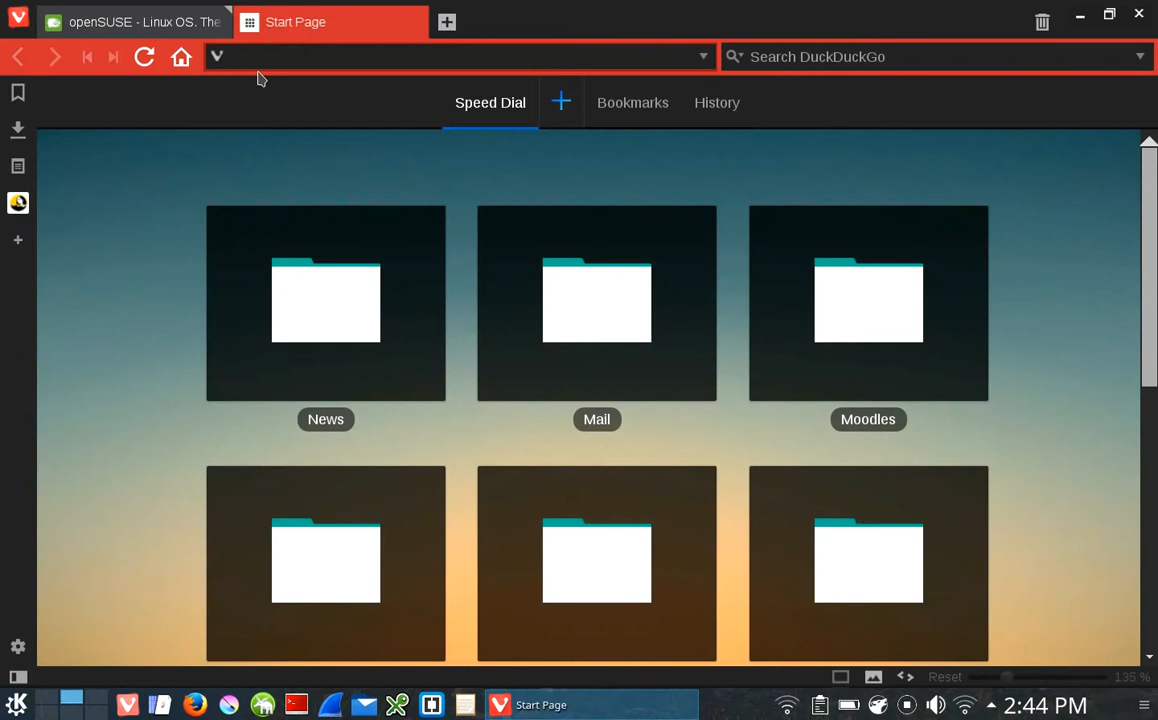 openSUSE - Linux OS. The
Start Page
Search DuckDuckGo
Speed Dial
Bookmarks
History
News
Mail
Moodles
Reset
135 %
Start Page
2:44 PM